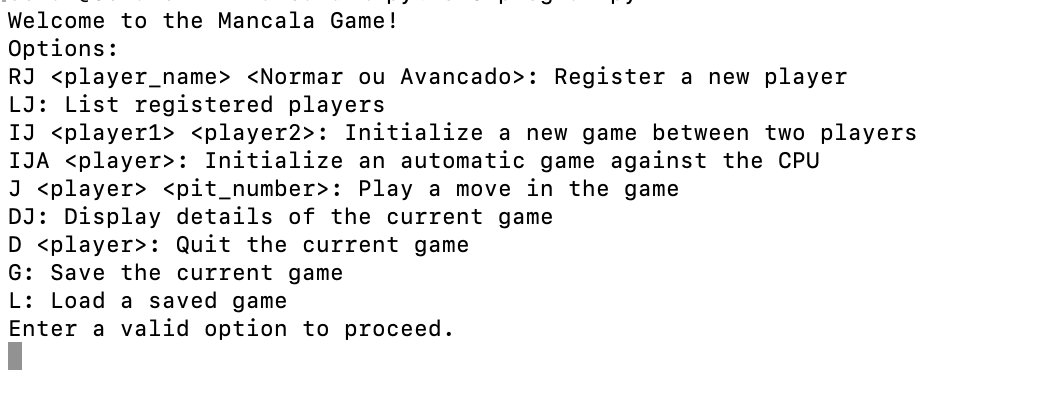 Welcome to the Mancala Game!
Options:
RJ <player_name> <Normar ou Avancado>: Register a new player
LJ: List registered players
IJ <player1> <player2>: Initialize a new game between two players
IJA <player>: Initialize an automatic game against the CPU
J <player> <pit_number>: Play a move in the game
DJ: Display details of the current game
D <player>: Quit the current game
G: Save the current game
L: Load a saved game
Enter a valid option to proceed.